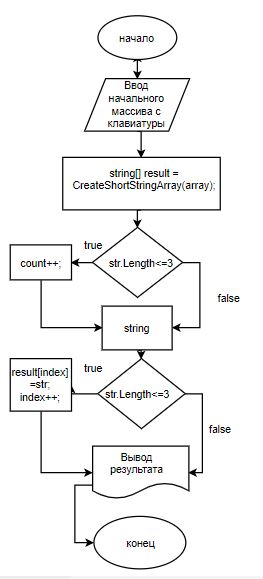 начало
Ввод
начального
массива с
клавиатуры
string[] result =
CreateShortStringArray(array);
true
str.Length<=3
count++;
false
string
true
result[index]
=str;
index++;
str.Length<=3
false
Вывод
результата
конец